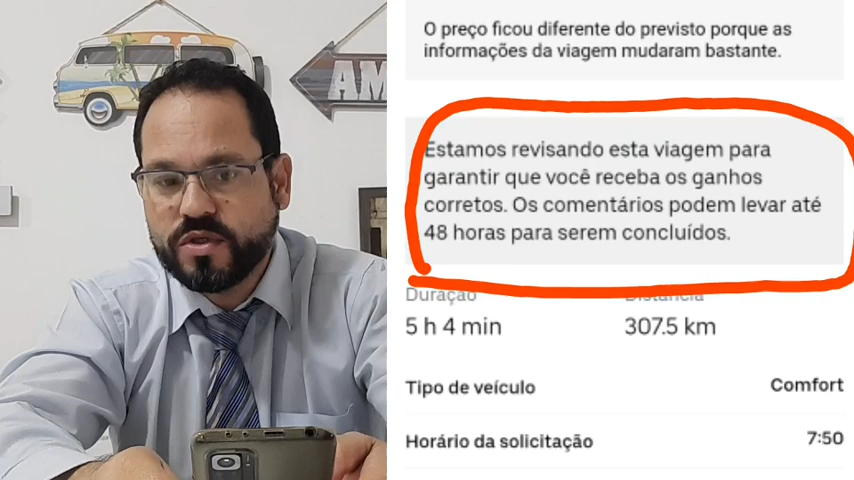 AM
O preço ficou diferente do previsto porque as
informações da viagem mudaram bastante.
Estamos revisando esta viagem para
garantir que você receba os ganhos
corretos. Os comentários podem levar até
48 horas para serem concluídos.
Duração Distância
5 h 4 min 307.5 km
Tipo de veículo Comfort
Horário da solicitação 7:50